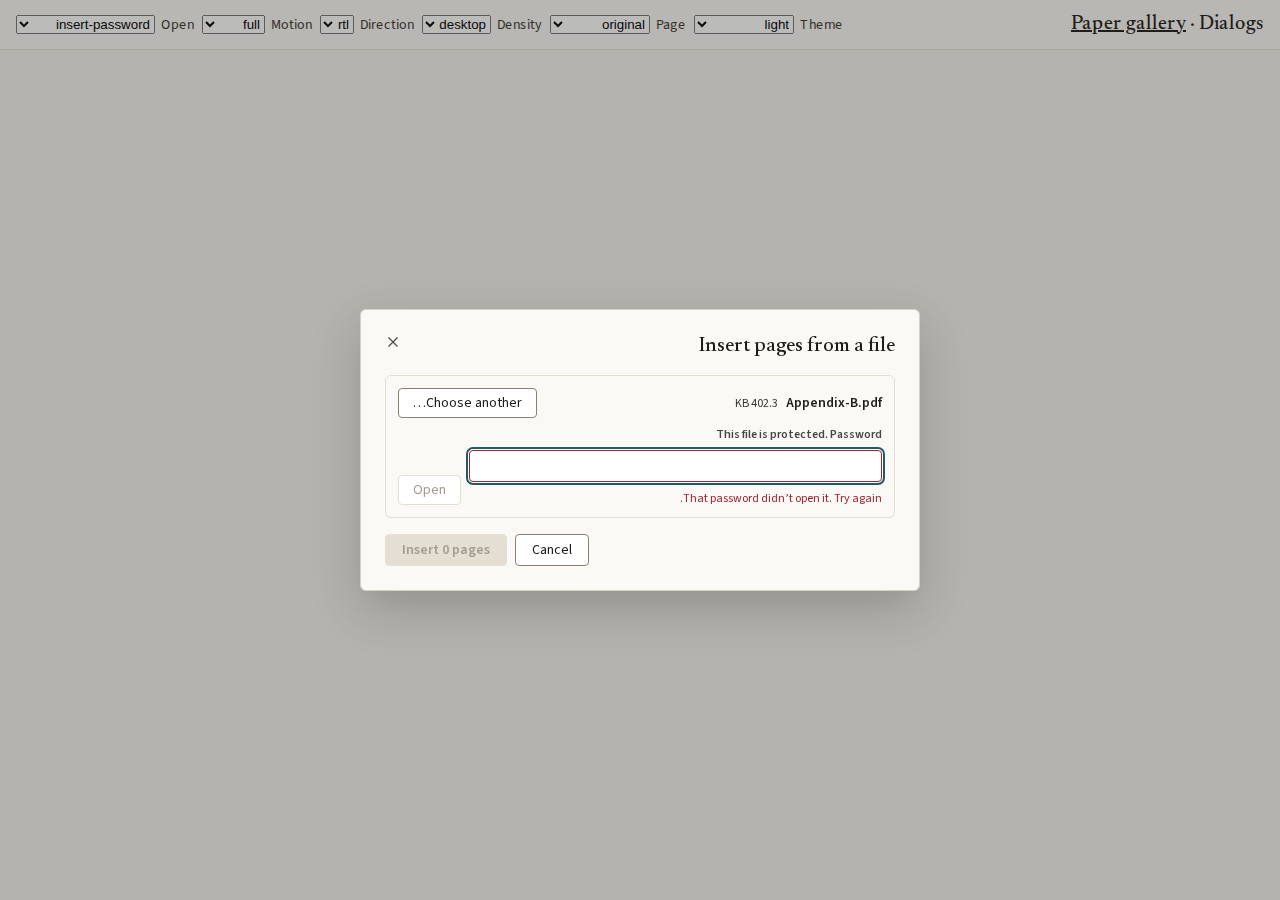 Paper gallery · Dialogs
Theme light Page original Density desktop Direction rtl Motion full Open insert-password
Insert pages from a file
Appendix-B.pdf 402.3 KB
Choose another…
This file is protected. Password
Open
That password didn’t open it. Try again.
Cancel
Insert 0 pages